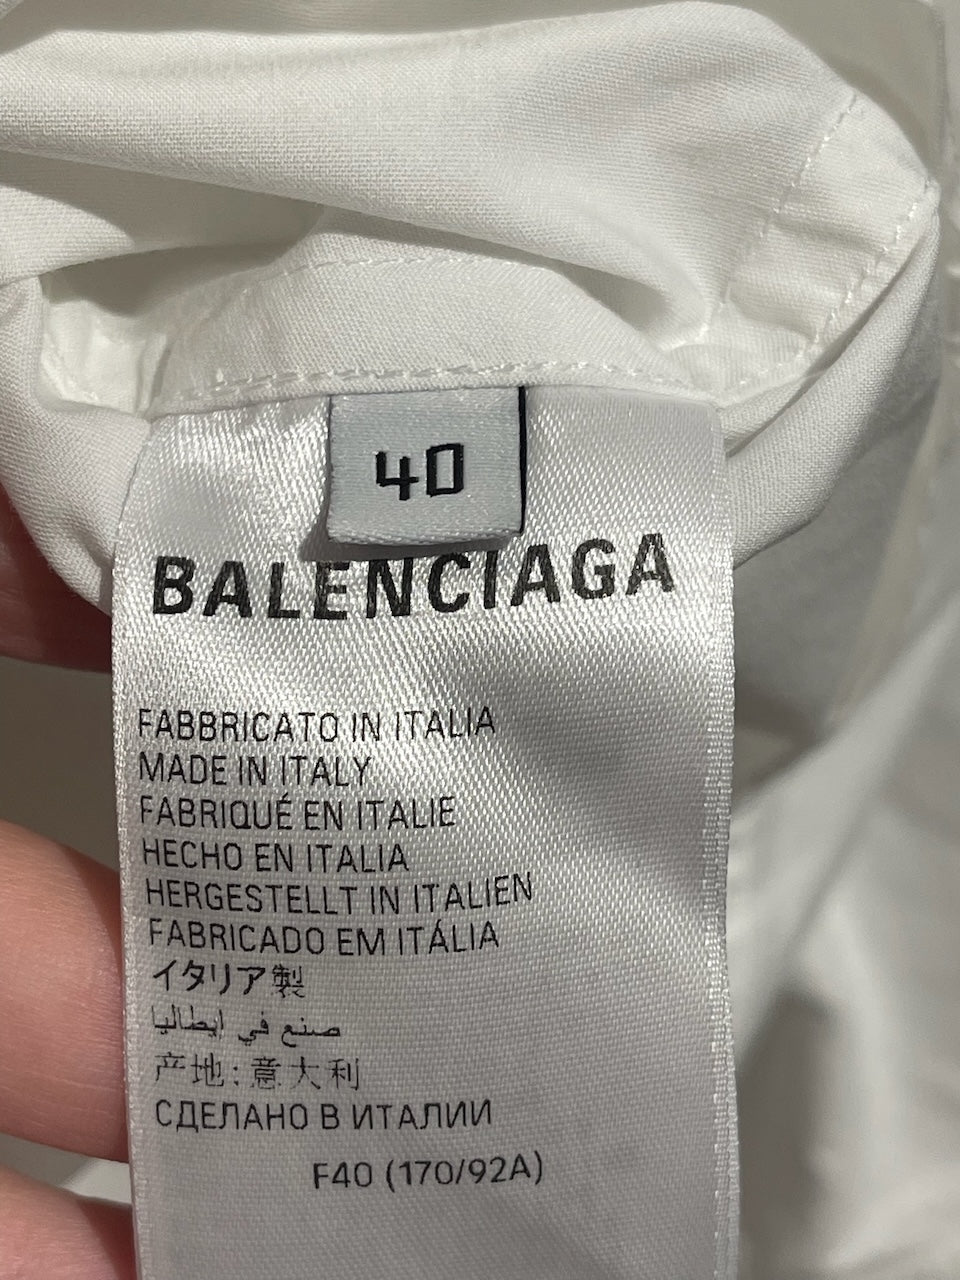 40
BALENCIAGA
FABBRICATO IN ITALIA
MADE IN ITALY
FABRIQUÉ EN ITALIE
HECHO EN ITALIA
HERGESTELLT IN ITALIEN
FABRICADO EM ITÁLIA
イタリア製
صنع في إيطاليا
产地:意大利
СДЕЛАНО В ИТАЛИИ
F40 (170/92A)